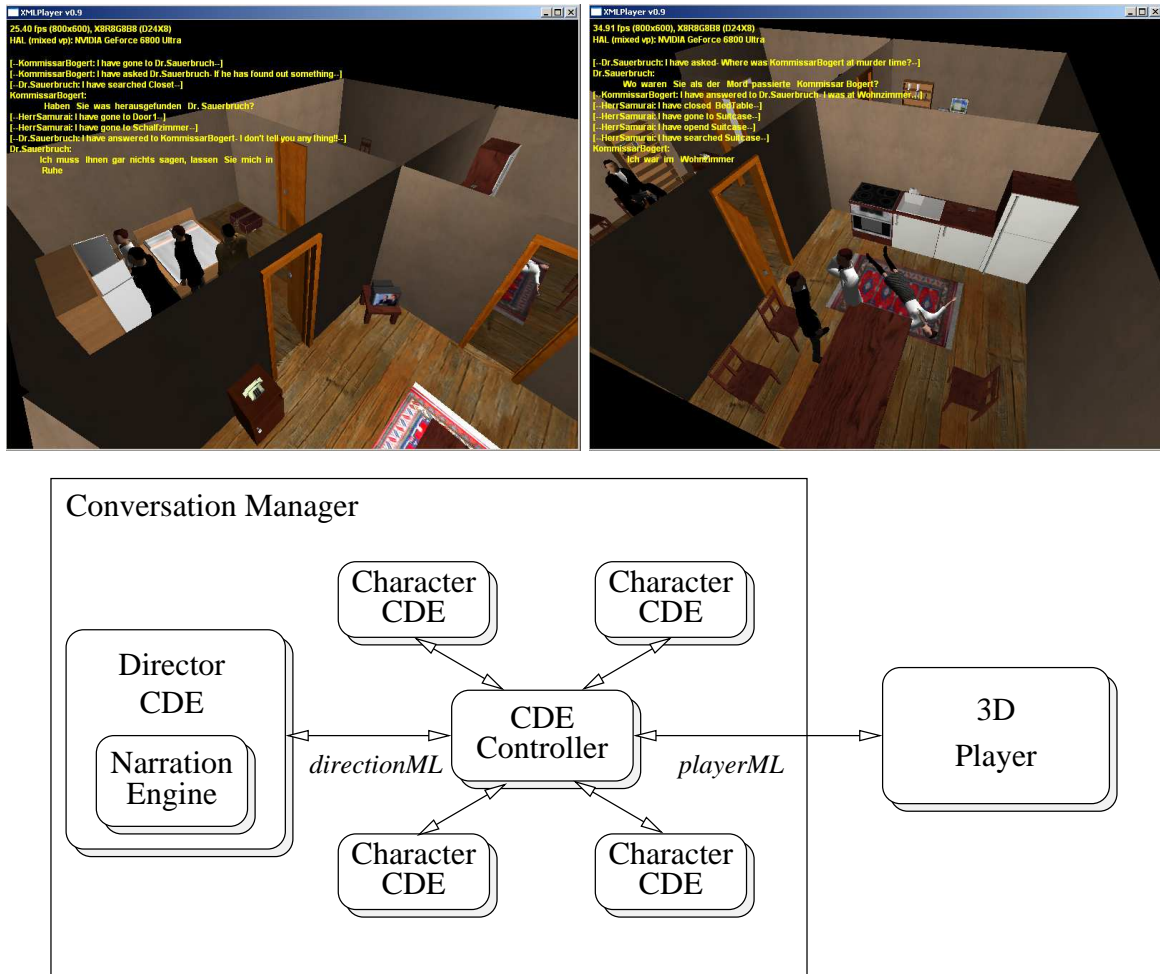 XMLPlayer v0.9
25.40 fps (800x600), X8R8G8B8 (D24X8)
HAL (mixed vp): NVIDIA GeForce 6800 Ultra
[--KommissarBogert: I have gone to Dr.Sauerbruch--]
[--KommissarBogert: I have asked Dr.Sauerbruch- If he has found out something--]
[--Dr.Sauerbruch: I have searched Closet--]
KommissarBogert:
Haben Sie was herausgefunden Dr. Sauerbruch?
[--HerrSamurai: I have gone to Door1--]
[--HerrSamurai: I have gone to Schalfzimmer--]
[--Dr.Sauerbruch: I have answered to KommissarBogert- I don't tell you any thing!!--]
Dr.Sauerbruch:
Ich muss Ihnen gar nichts sagen, lassen Sie mich in
Ruhe
XMLPlayer v0.9
34.91 fps (800x600), X8R8G8B8 (D24X8)
HAL (mixed vp): NVIDIA GeForce 6800 Ultra
[--Dr.Sauerbruch: I have asked- Where was KommissarBogert at murder time?--]
Dr.Sauerbruch:
Wo waren Sie als der Mord passierte Kommissar Bogert?
[--KommissarBogert: I have answered to Dr.Sauerbruch- I was at Wohnzimmer--]
[--HerrSamurai: I have closed BedTable--]
[--HerrSamurai: I have gone to Suitcase--]
[--HerrSamurai: I have opend Suitcase--]
[--HerrSamurai: I have searched Suitcase--]
KommissarBogert:
Ich war im Wohnzimmer
Conversation Manager
Character
CDE
Character
CDE
Director
CDE
Narration
Engine
directionML
CDE
Controller
playerML
3D
Player
Character
CDE
Character
CDE